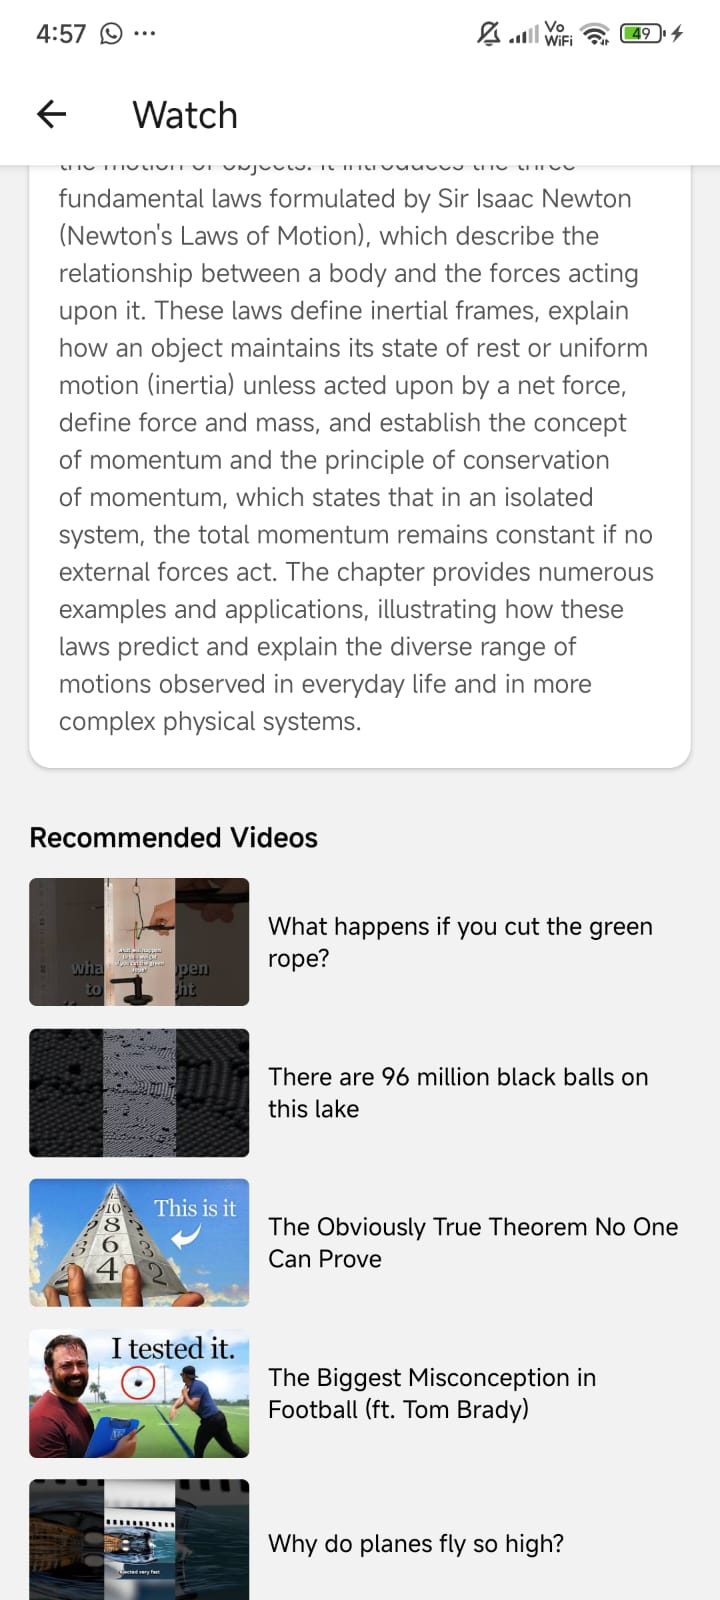 4:57
Vo
WiFi
49
Watch
the motion of objects. It introduces the three
fundamental laws formulated by Sir Isaac Newton
(Newton's Laws of Motion), which describe the
relationship between a body and the forces acting
upon it. These laws define inertial frames, explain
how an object maintains its state of rest or uniform
motion (inertia) unless acted upon by a net force,
define force and mass, and establish the concept
of momentum and the principle of conservation
of momentum, which states that in an isolated
system, the total momentum remains constant if no
external forces act. The chapter provides numerous
examples and applications, illustrating how these
laws predict and explain the diverse range of
motions observed in everyday life and in more
complex physical systems.
Recommended Videos
What happens if you cut the green
rope?
There are 96 million black balls on
this lake
This is it
10
8
6
3
4
2
The Obviously True Theorem No One
Can Prove
I tested it.
The Biggest Misconception in
Football (ft. Tom Brady)
Why do planes fly so high?